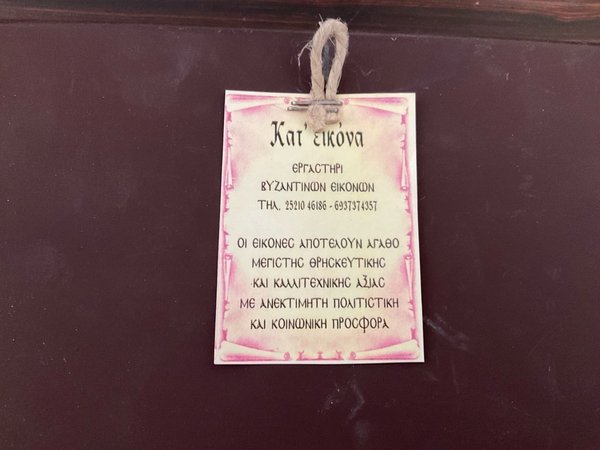 Κατ' εικόνα
ΕΡΓΑΣΤΗΡΙ
ΒΥΖΑΝΤΙΝΩΝ ΕΙΚΟΝΩΝ
ΤΗΛ. 25210 46186 - 6937374357
ΟΙ ΕΙΚΟΝΕΣ ΑΠΟΤΕΛΟΥΝ ΑΓΑΘΟ
ΜΕΓΙΣΤΗΣ ΘΡΗΣΚΕΥΤΙΚΗΣ
ΚΑΙ ΚΑΛΛΙΤΕΧΝΙΚΗΣ ΑΞΙΑΣ
ΜΕ ΑΝΕΚΤΙΜΗΤΗ ΠΟΛΙΤΙΣΤΙΚΗ
ΚΑΙ ΚΟΙΝΩΝΙΚΗ ΠΡΟΣΦΟΡΑ